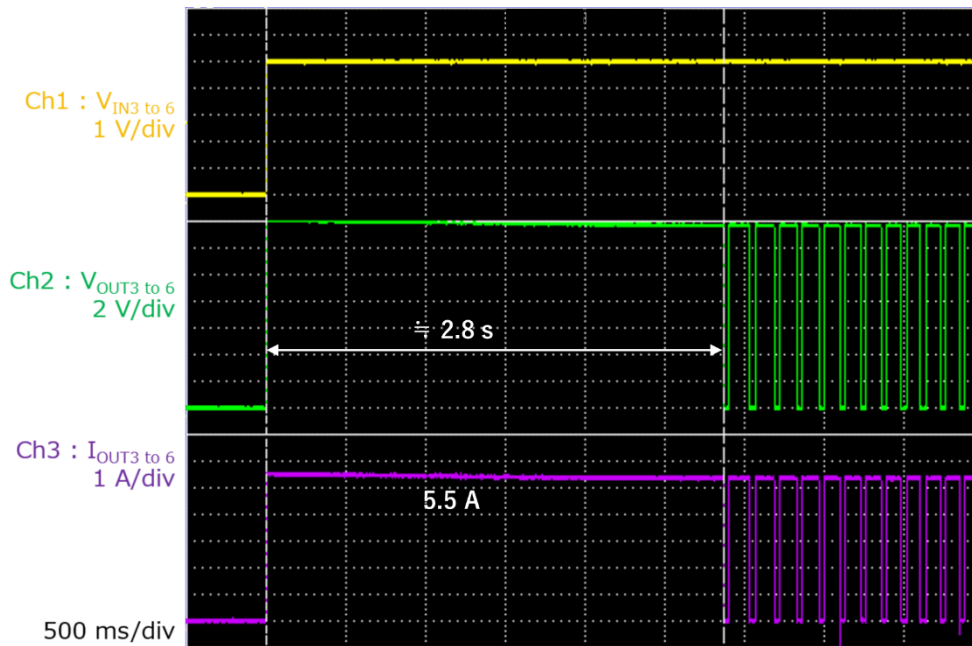 Ch1 : VIN3 to 6
1 V/div
Ch2 : VOUT3 to 6
2 V/div
≒ 2.8 s
Ch3 : IOUT3 to 6
1 A/div
5.5 A
500 ms/div